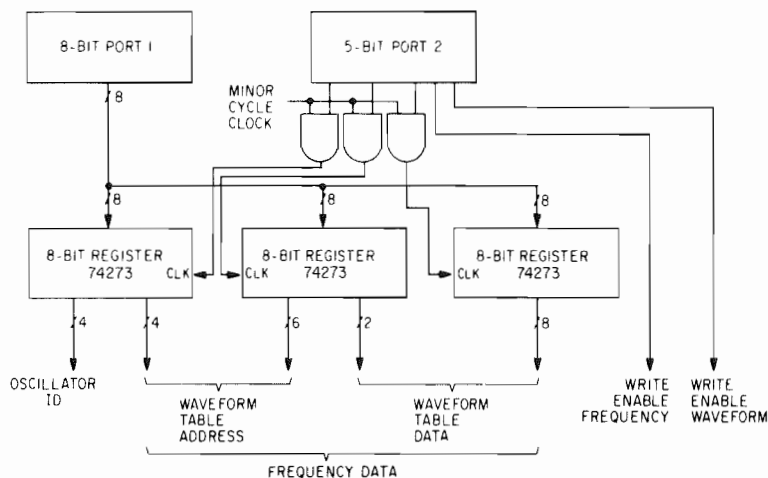 8-BIT PORT 1
5-BIT PORT 2
MINOR
CYCLE
CLOCK
8
8
8
8
8-BIT REGISTER
74273
CLK
8-BIT REGISTER
74273
CLK
8-BIT REGISTER
74273
CLK
4
4
6
2
8
OSCILLATOR
ID
WAVEFORM
TABLE
ADDRESS
WAVEFORM
TABLE
DATA
WRITE
ENABLE
FREQUENCY
WRITE
ENABLE
WAVEFORM
FREQUENCY DATA